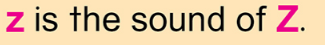 z is the sound of Z.